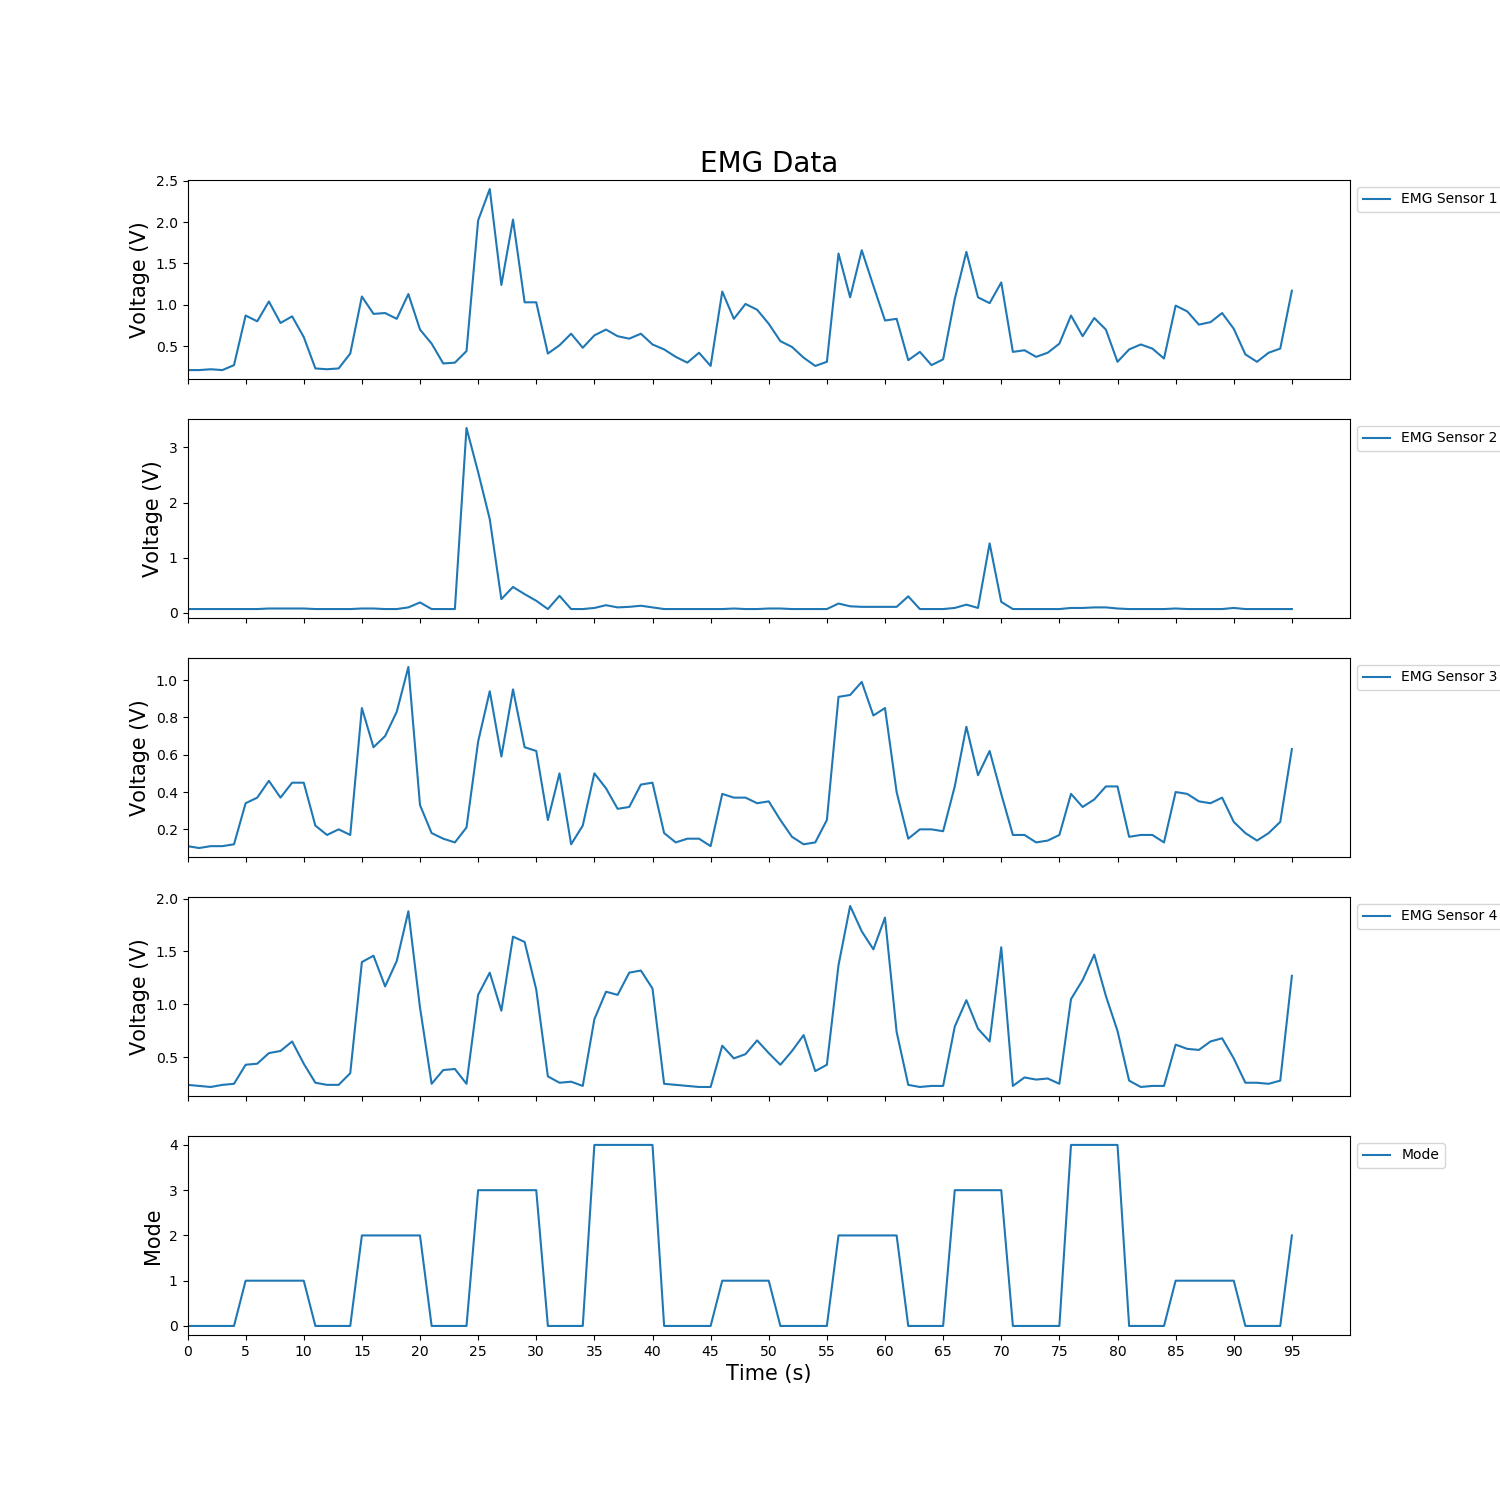 EMG Data
2.5
2.0
1.5
1.0
0.5
Voltage (V)
EMG Sensor 1
3
2
1
0
Voltage (V)
EMG Sensor 2
1.0
0.8
0.6
0.4
0.2
Voltage (V)
EMG Sensor 3
2.0
1.5
1.0
0.5
Voltage (V)
EMG Sensor 4
4
3
2
1
0
Mode
Mode
0 5 10 15 20 25 30 35 40 45 50 55 60 65 70 75 80 85 90 95
Time (s)